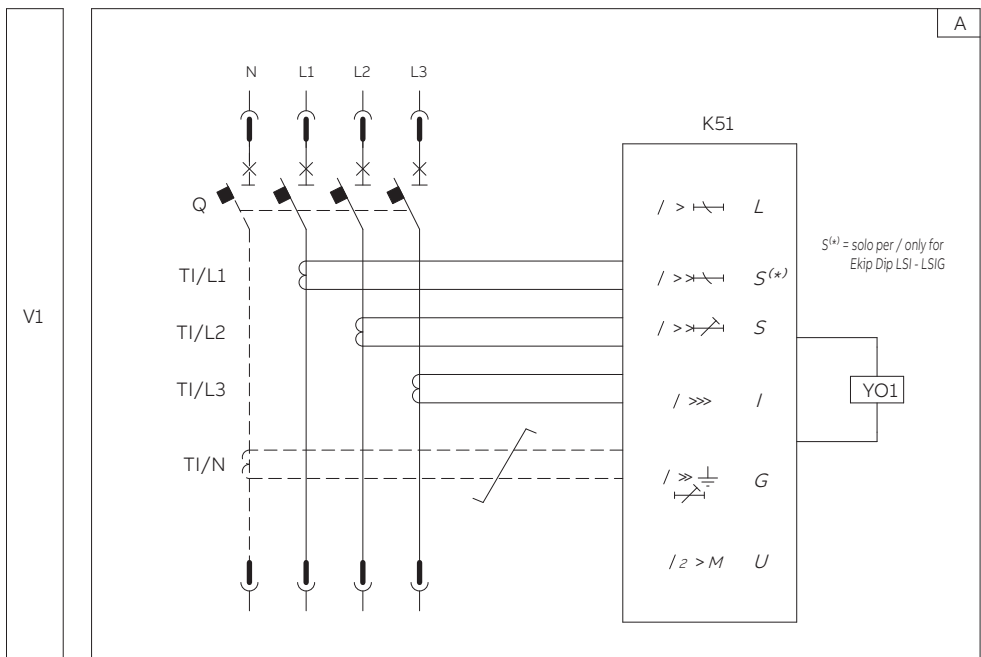 A
N L1 L2 L3
K51
Q
/ > L
S(*) = solo per / only for
Ekip Dip LSI - LSIG
TI/L1
/ >> S(*)
V1
TI/L2
/ >> S
TI/L3
/ >>> I
YO1
TI/N
/ >> G
/ 2 > M U